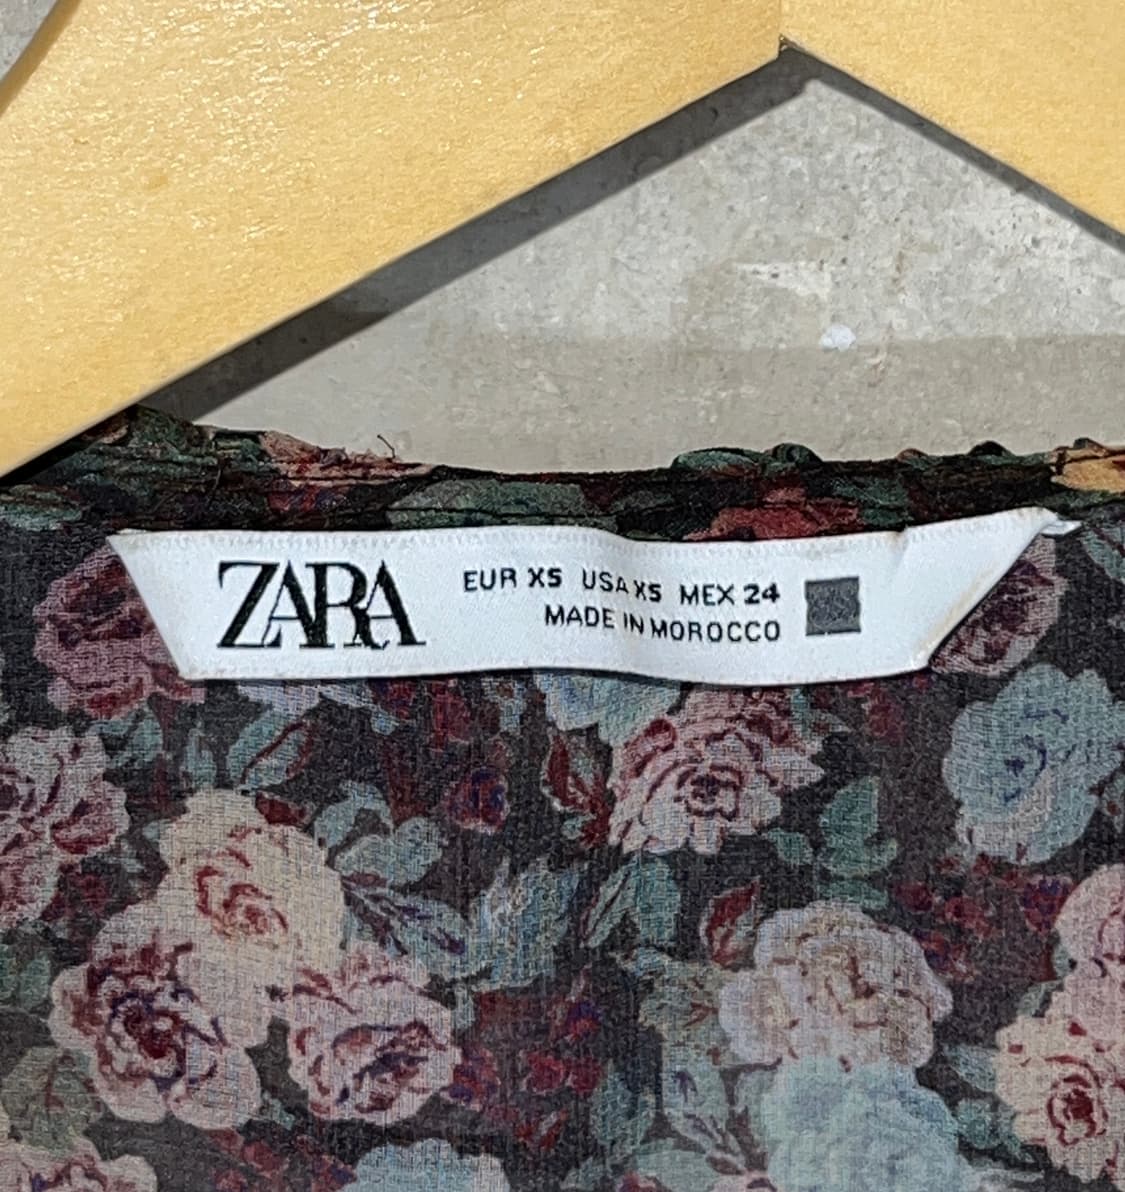 ZARA
EUR XS USA XS MEX 24
MADE IN MOROCCO